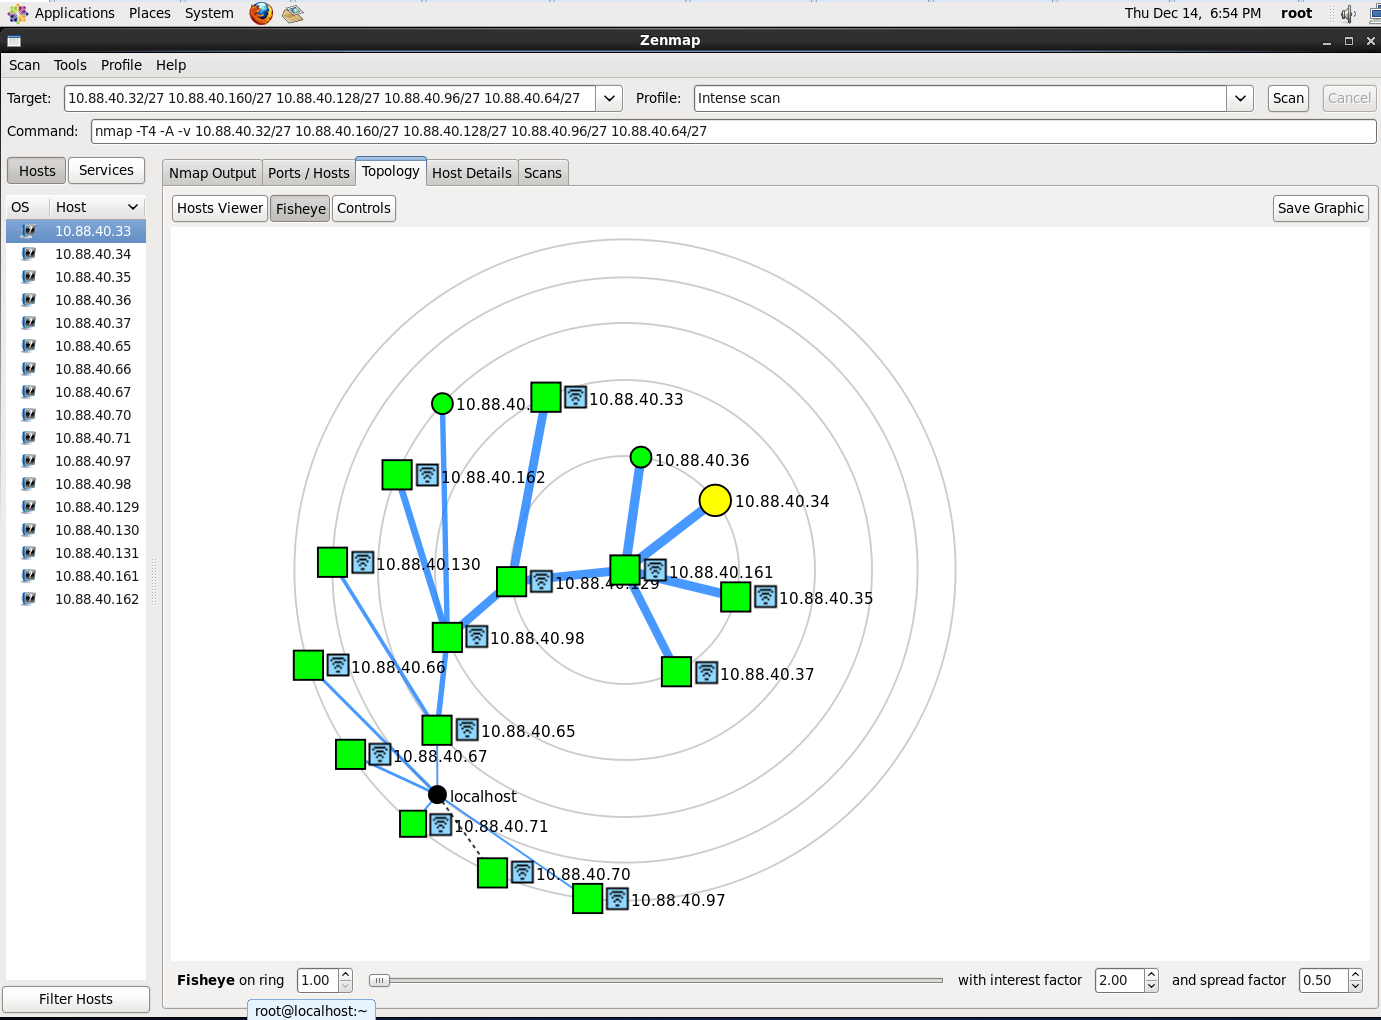 Applications Places System Thu Dec 14, 6:54 PM root
Zenmap
Scan Tools Profile Help
Target: 10.88.40.32/27 10.88.40.160/27 10.88.40.128/27 10.88.40.96/27 10.88.40.64/27 Profile: Intense scan Scan Cancel
Command: nmap -T4 -A -v 10.88.40.32/27 10.88.40.160/27 10.88.40.128/27 10.88.40.96/27 10.88.40.64/27
Hosts Services
Nmap Output Ports / Hosts Topology Host Details Scans
OS Host
10.88.40.33
10.88.40.34
10.88.40.35
10.88.40.36
10.88.40.37
10.88.40.65
10.88.40.66
10.88.40.67
10.88.40.70
10.88.40.71
10.88.40.97
10.88.40.98
10.88.40.129
10.88.40.130
10.88.40.131
10.88.40.161
10.88.40.162
Filter Hosts
Hosts Viewer Fisheye Controls Save Graphic
10.88.40. 10.88.40.33
10.88.40.36
10.88.40.162
10.88.40.34
10.88.40.130
10.88.40.161
10.88.40.129
10.88.40.35
10.88.40.98
10.88.40.66
10.88.40.37
10.88.40.65
10.88.40.67
localhost
10.88.40.71
10.88.40.70
10.88.40.97
Fisheye on ring 1.00 with interest factor 2.00 and spread factor 0.50
root@localhost:~